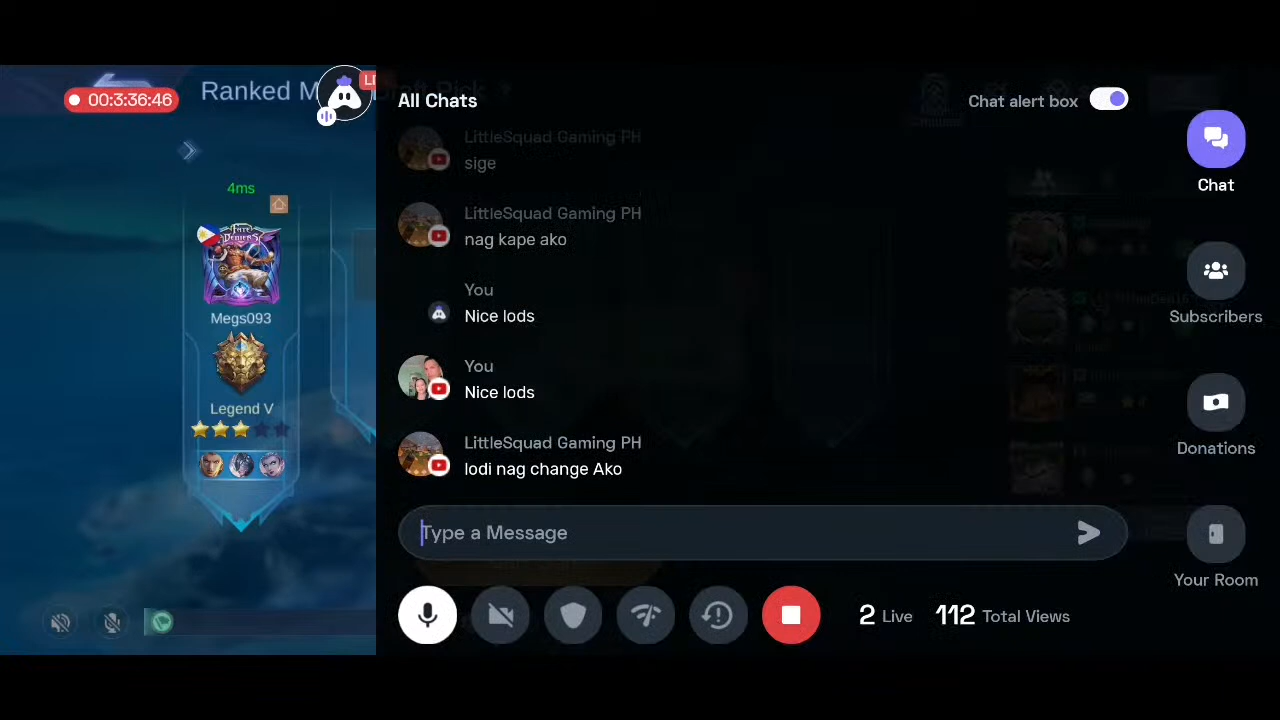 00:3:36:46
Ranked M
All Chats
Chat alert box
LittleSquad Gaming PH
sige
LittleSquad Gaming PH
nag kape ako
You
Nice lods
You
Nice lods
LittleSquad Gaming PH
lodi nag change Ako
Type a Message
2 Live 112 Total Views
Chat
Subscribers
Donations
Your Room
4ms
FATE
DENIERS
Megs093
Legend V